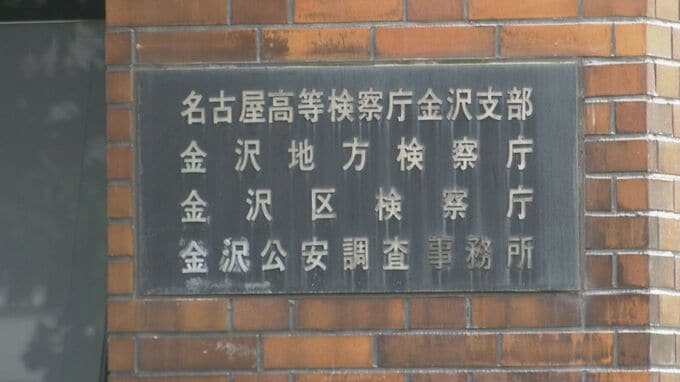 名古屋高等検察庁金沢支部
金沢地方検察庁
金沢区検察庁
金沢公安調査事務所